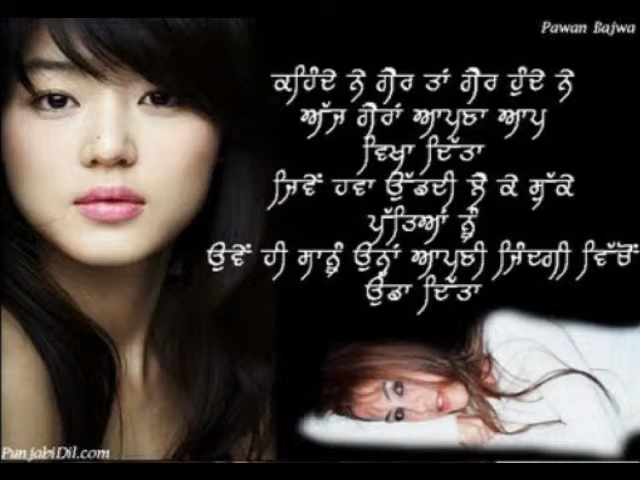 Pawan Bajwa
ਕਹਿੰਦੇ ਨੇ ਗੈਰ ਤਾਂ ਗੈਰ ਹੁੰਦੇ ਨੇ
ਅੱਜ ਗੈਰਾਂ ਆਪਣਾ ਆਪ
ਵਿਖਾ ਦਿੱਤਾ
ਜਿਵੇਂ ਹਵਾ ਉੱਡਦੀ ਲੈ ਕੇ ਸੁੱਕੇ
ਪੱਤਿਆਂ ਨੂੰ
ਉਵੇਂ ਹੀ ਸਾਨੂੰ ਉਨ੍ਹਾਂ ਆਪਣੀ ਜ਼ਿੰਦਗੀ ਵਿੱਚੋਂ
ਉਡਾ ਦਿੱਤਾ
PunjabiDil.com